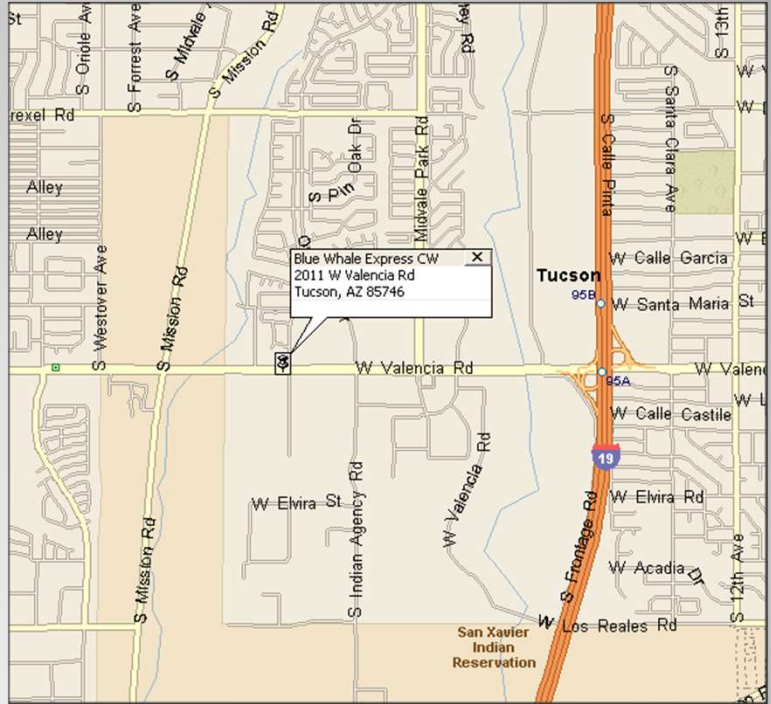 St
S Oriole Av
S Forrest Ave
S Midvale
S Mission Rd
ley Rd
S 13th
W
W
rexel Rd
Alley
Alley
S Pin Oak Dr
Midvale Park Rd
S Calle Pinta
S Santa Clara Ave
W E
W Calle Garcia
Blue Whale Express CW
2011 W Valencia Rd
Tucson, AZ 85746
Tucson
95B
W Santa Maria St
S Westover Ave
S Mission Rd
W Valencia Rd
95A
W Valenc
W L
W Calle Castile
19
W Elvira St
S Indian Agency Rd
W Valencia Rd
S Frontage Rd
W Elvira Rd
W Acadia Dr
S 12th Ave
S Mission Rd
W Los Reales Rd
San Xavier
Indian
Reservation